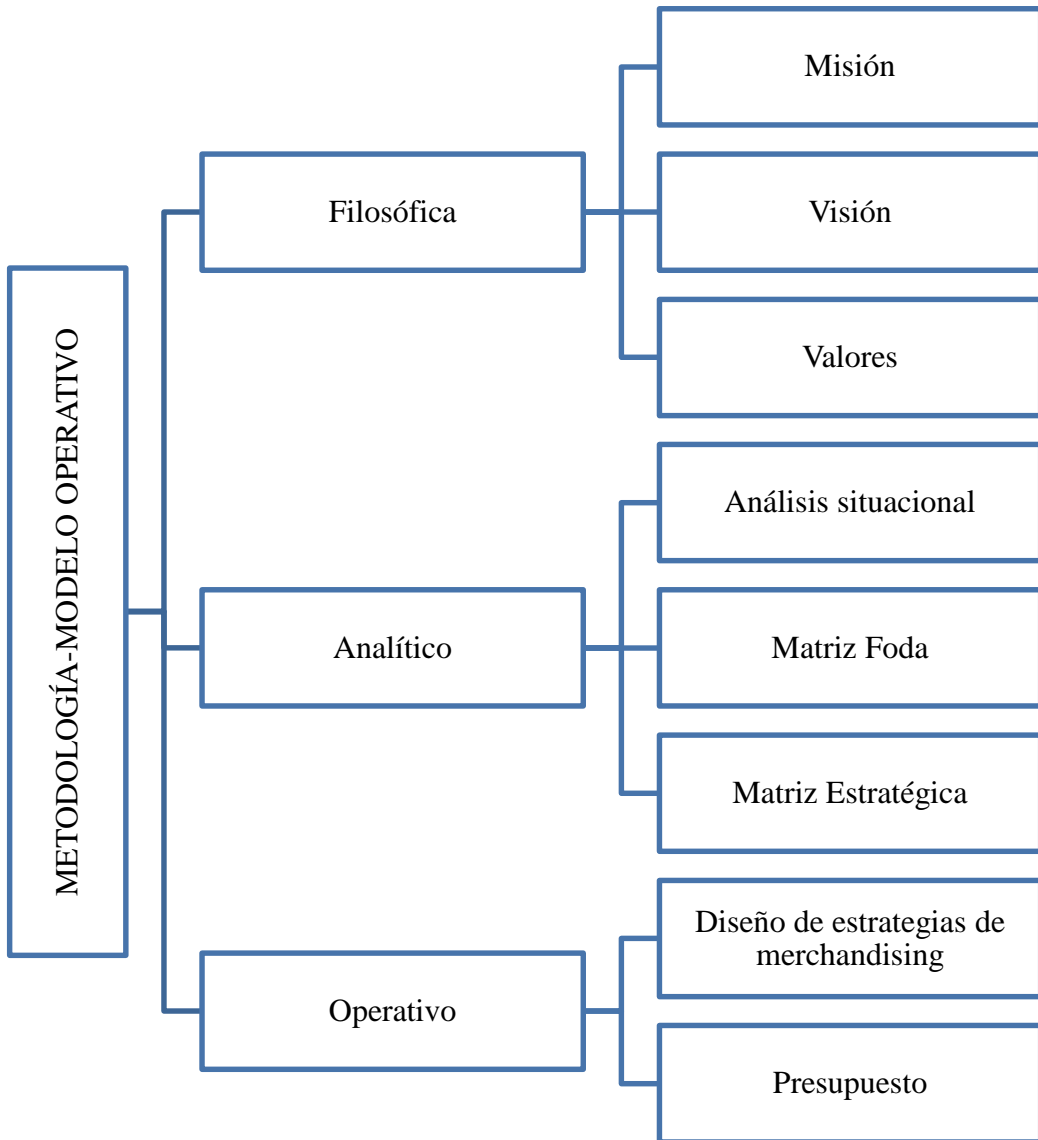 METODOLOGÍA-MODELO OPERATIVO
Filosófica
Misión
Visión
Valores
Analítico
Análisis situacional
Matriz Foda
Matriz Estratégica
Operativo
Diseño de estrategias de
merchandising
Presupuesto